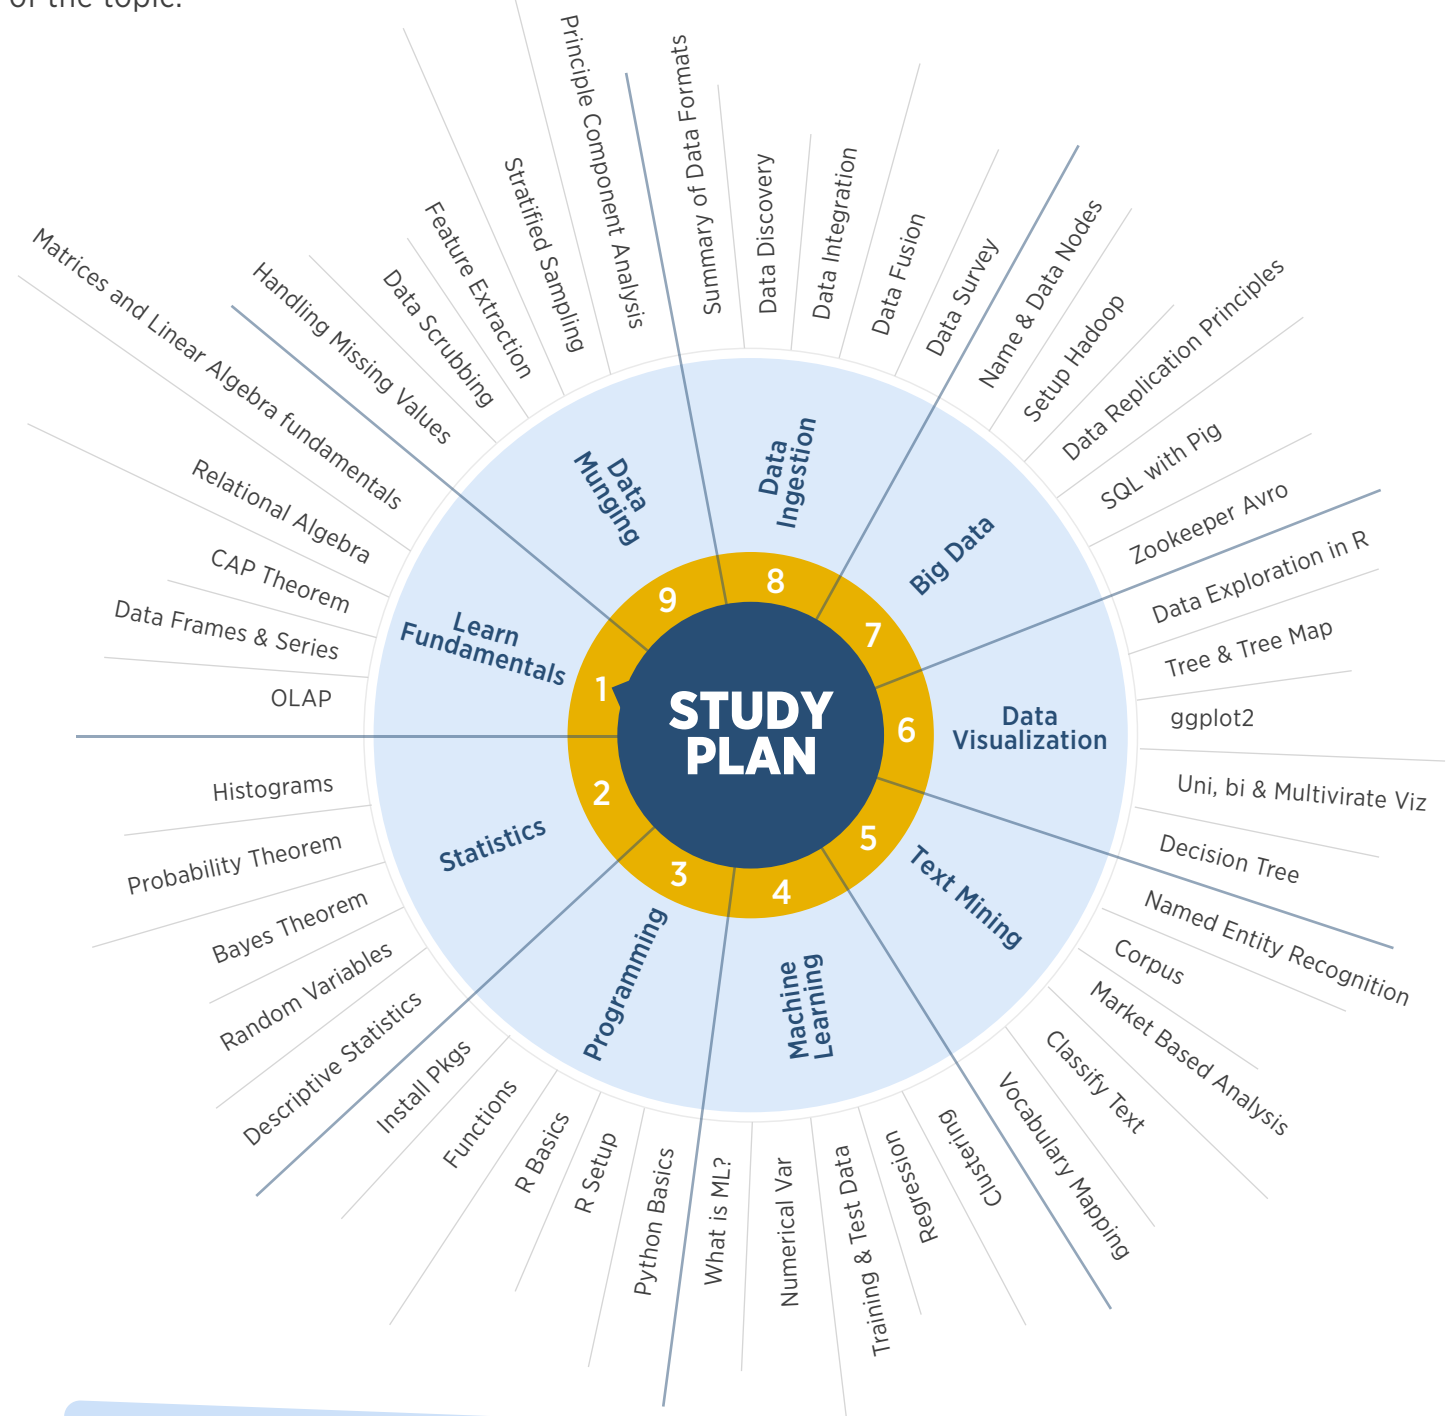 of the topic.
STUDY
PLAN
1
Learn
Fundamentals
Matrices and Linear Algebra fundamentals
Relational Algebra
CAP Theorem
Data Frames & Series
OLAP
2
Statistics
Histograms
Probability Theorem
Bayes Theorem
Random Variables
Descriptive Statistics
3
Programming
Install Pkgs
Functions
R Basics
R Setup
Python Basics
4
Machine
Learning
What is ML?
Numerical Var
Training & Test Data
Regression
Clustering
5
Text Mining
Vocabulary Mapping
Classify Text
Market Based Analysis
Corpus
Named Entity Recognition
6
Data
Visualization
Decision Tree
Uni, bi & Multivirate Viz
ggplot2
Tree & Tree Map
Data Exploration in R
7
Big Data
Zookeeper Avro
SQL with Pig
Data Replication Principles
Setup Hadoop
Name & Data Nodes
8
Data
Ingestion
Data Survey
Data Fusion
Data Integration
Data Discovery
Summary of Data Formats
9
Data
Munging
Principle Component Analysis
Stratified Sampling
Feature Extraction
Data Scrubbing
Handling Missing Values